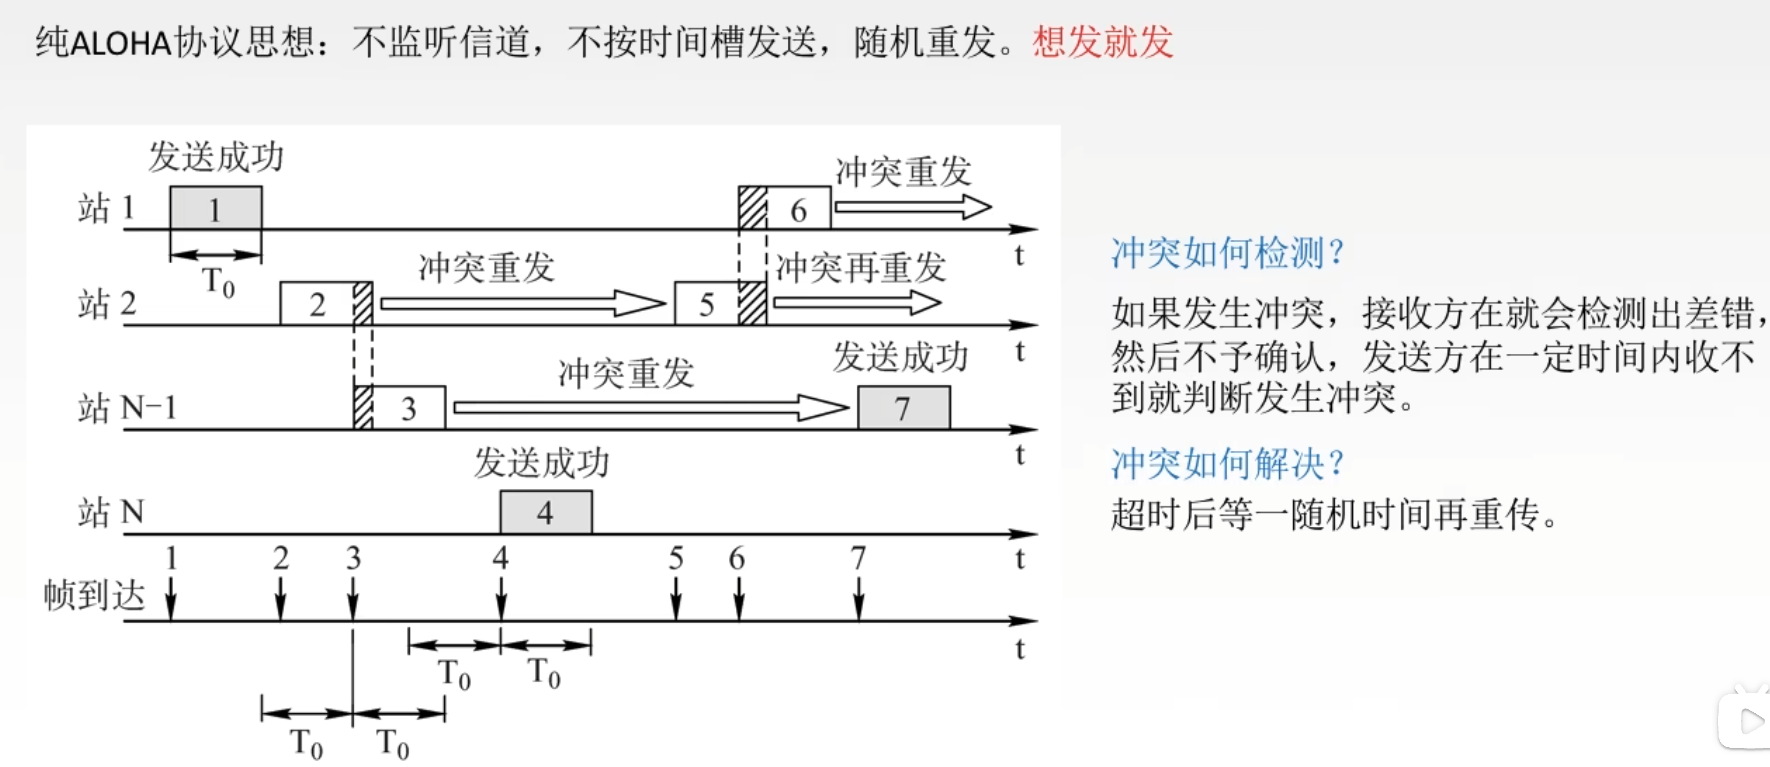 纯ALOHA协议思想：不监听信道，不按时间槽发送，随机重发。想发就发
发送成功
冲突重发
站 1
1
6
t
T0
冲突重发
冲突再重发
站 2
2
5
t
发送成功
冲突重发
站 N-1
3
7
t
发送成功
站 N
4
t
1 2 3 4 5 6 7
帧到达
t
T0 T0
T0 T0
冲突如何检测？
如果发生冲突，接收方在就会检测出差错，
然后不予确认，发送方在一定时间内收不
到就判断发生冲突。
冲突如何解决？
超时后等一随机时间再重传。